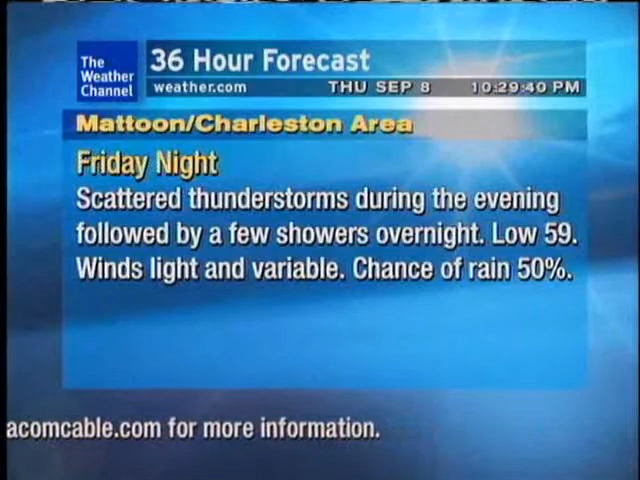 The
Weather
Channel
36 Hour Forecast
weather.com THU SEP 8 10:29:40 PM
Mattoon/Charleston Area
Friday Night
Scattered thunderstorms during the evening
followed by a few showers overnight. Low 59.
Winds light and variable. Chance of rain 50%.
acomcable.com for more information.